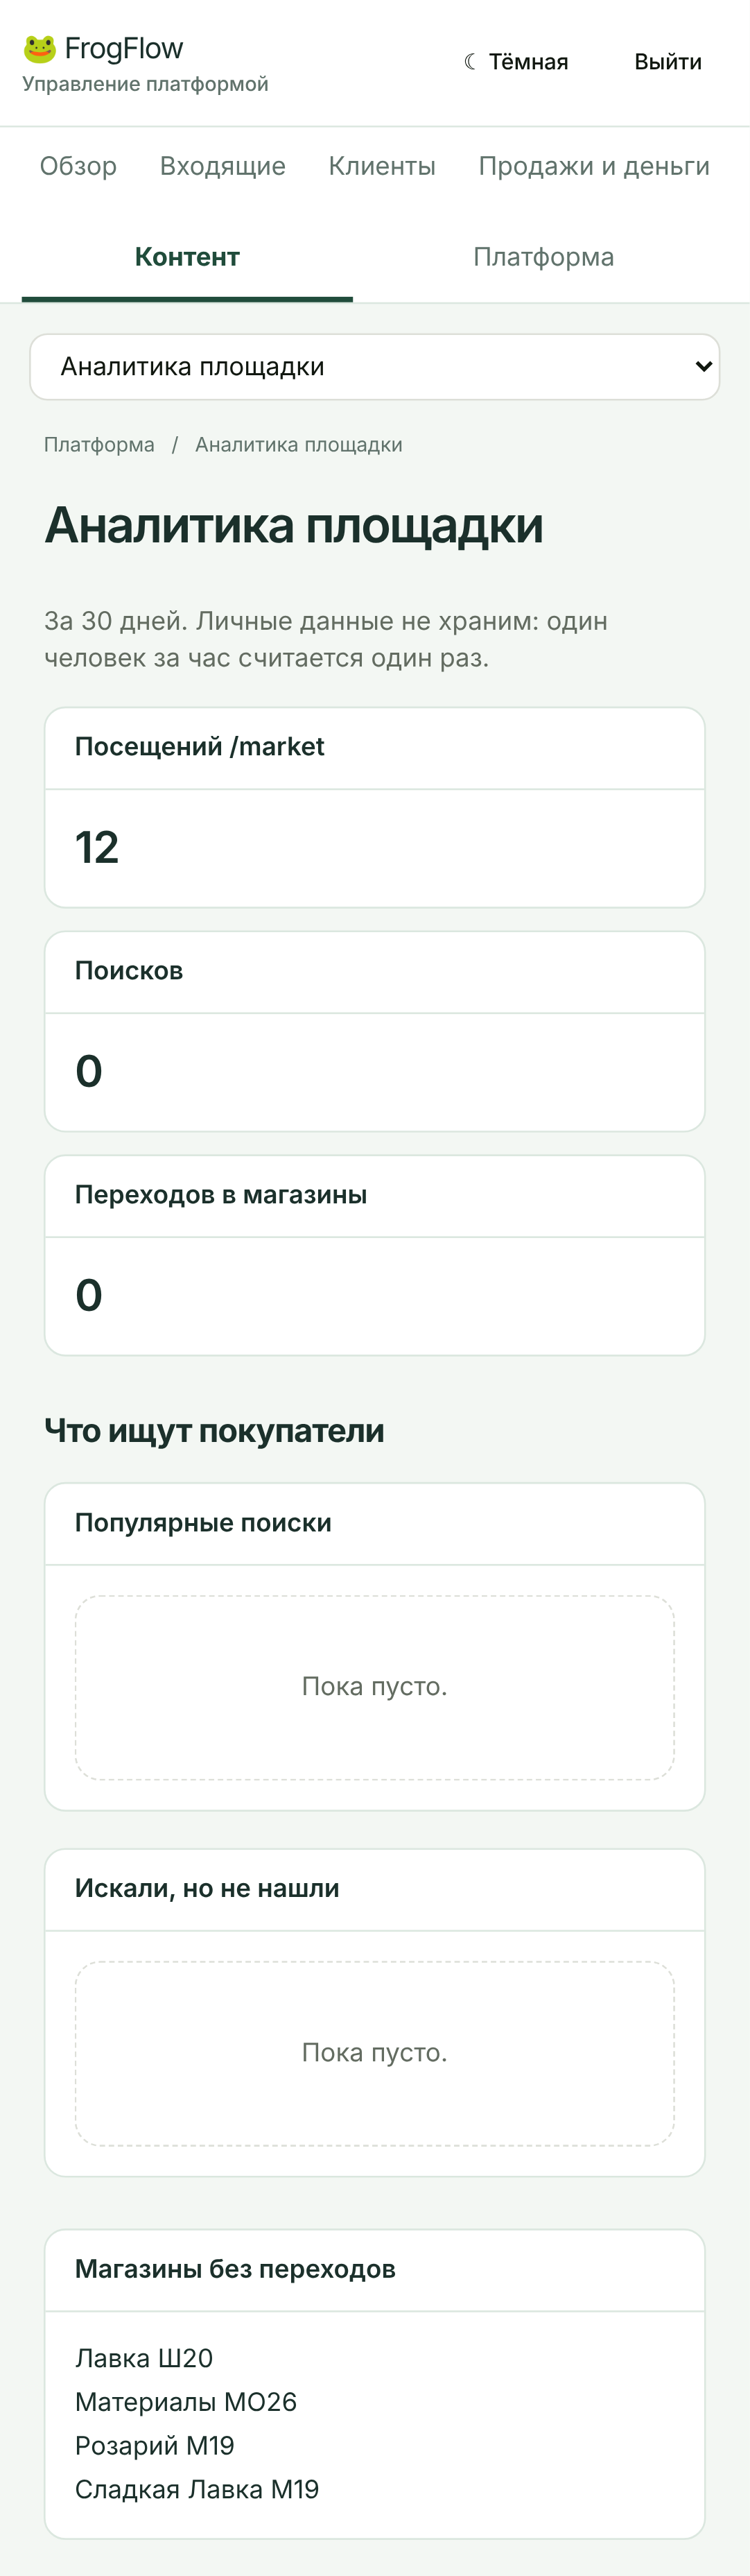 🐸 FrogFlow
Управление платформой
☾ Тёмная
Выйти
Обзор Входящие Клиенты Продажи и деньги
Контент Платформа
Аналитика площадки
Платформа / Аналитика площадки
Аналитика площадки
За 30 дней. Личные данные не храним: один
человек за час считается один раз.
Посещений /market
12
Поисков
0
Переходов в магазины
0
Что ищут покупатели
Популярные поиски
Пока пусто.
Искали, но не нашли
Пока пусто.
Магазины без переходов
Лавка Ш20
Материалы МО26
Розарий М19
Сладкая Лавка М19